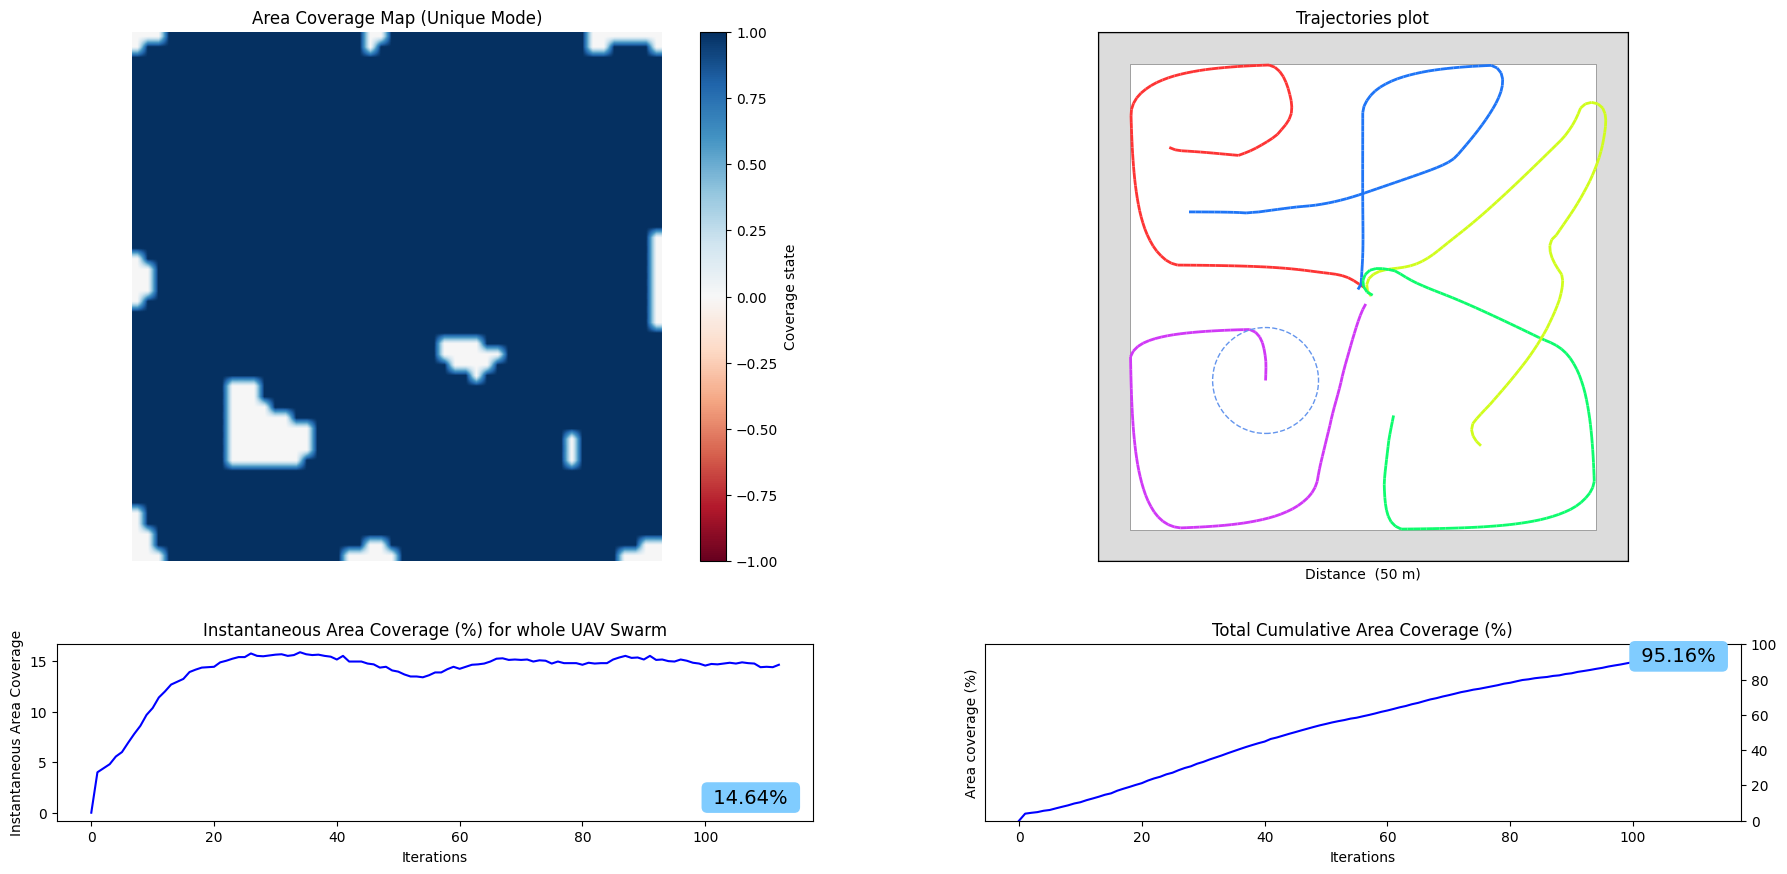 Area Coverage Map (Unique Mode)
1.00
0.75
0.50
0.25
0.00
−0.25
−0.50
−0.75
−1.00
Coverage state
Trajectories plot
Distance  (50 m)
Instantaneous Area Coverage (%) for whole UAV Swarm
Instantaneous Area Coverage
15
10
5
0
14.64%
0 20 40 60 80 100
Iterations
Total Cumulative Area Coverage (%)
Area coverage (%)
95.16%
100
80
60
40
20
0
0 20 40 60 80 100
Iterations